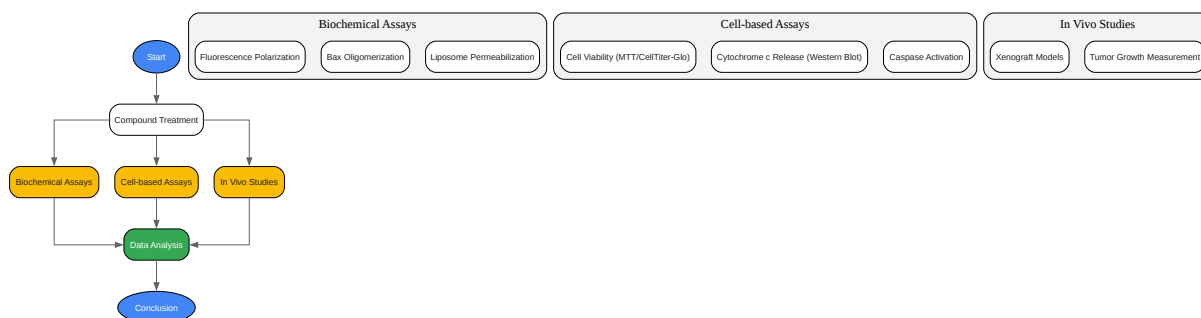 Biochemical Assays
Fluorescence Polarization
Bax Oligomerization
Liposome Permeabilization
Cell-based Assays
Cell Viability (MTT/CellTiter-Glo)
Cytochrome c Release (Western Blot)
Caspase Activation
In Vivo Studies
Xenograft Models
Tumor Growth Measurement
Start
Compound Treatment
Biochemical Assays
Cell-based Assays
In Vivo Studies
Data Analysis
Conclusion